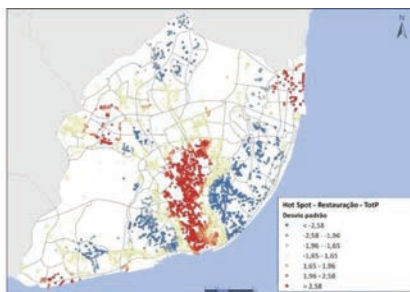 N
Hot Spot - Restauração - TotP
Desvio padrão
< -2,58
-2,58 - -1,96
-1,96 - -1,65
-1,65 - 1,65
1,65 - 1,96
1,96 - 2,58
> 2.58